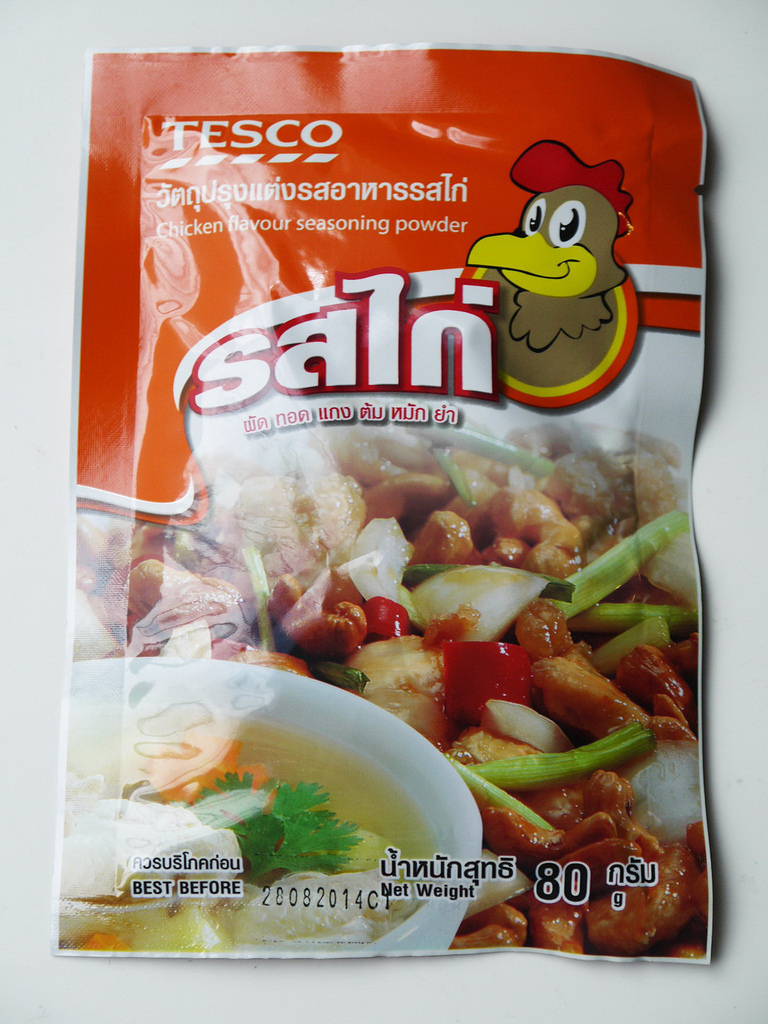 TESCO
วัตถุปรุงแต่งรสอาหารรสไก่
Chicken flavour seasoning powder
รสไก่
ผัด ทอด แกง ต้ม หมัก ยำ
ควรบริโภคก่อน
BEST BEFORE 28082014C1
น้ำหนักสุทธิ 80 กรัม
Net Weight g